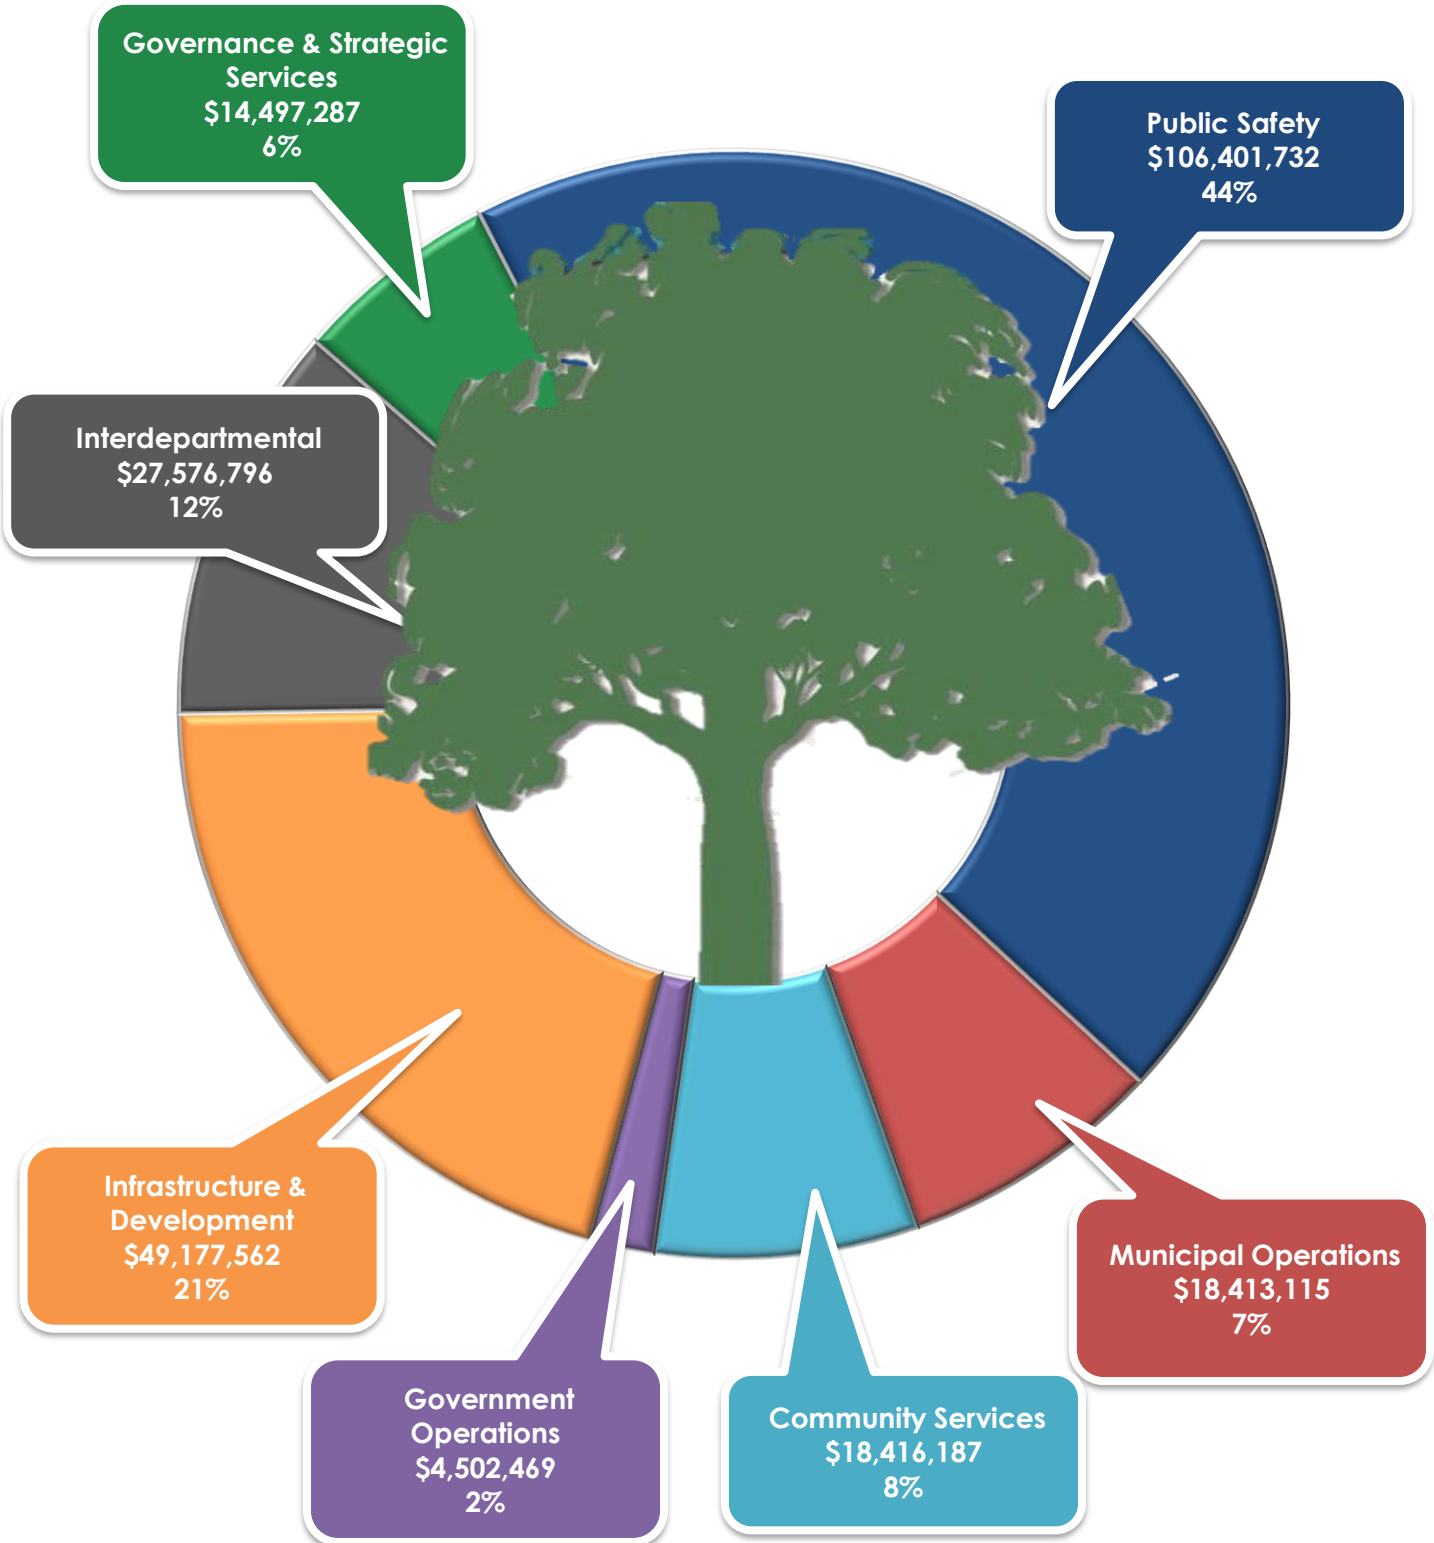 Governance & Strategic
Services
$14,497,287
6%
Public Safety
$106,401,732
44%
Interdepartmental
$27,576,796
12%
Infrastructure &
Development
$49,177,562
21%
Municipal Operations
$18,413,115
7%
Government
Operations
$4,502,469
2%
Community Services
$18,416,187
8%